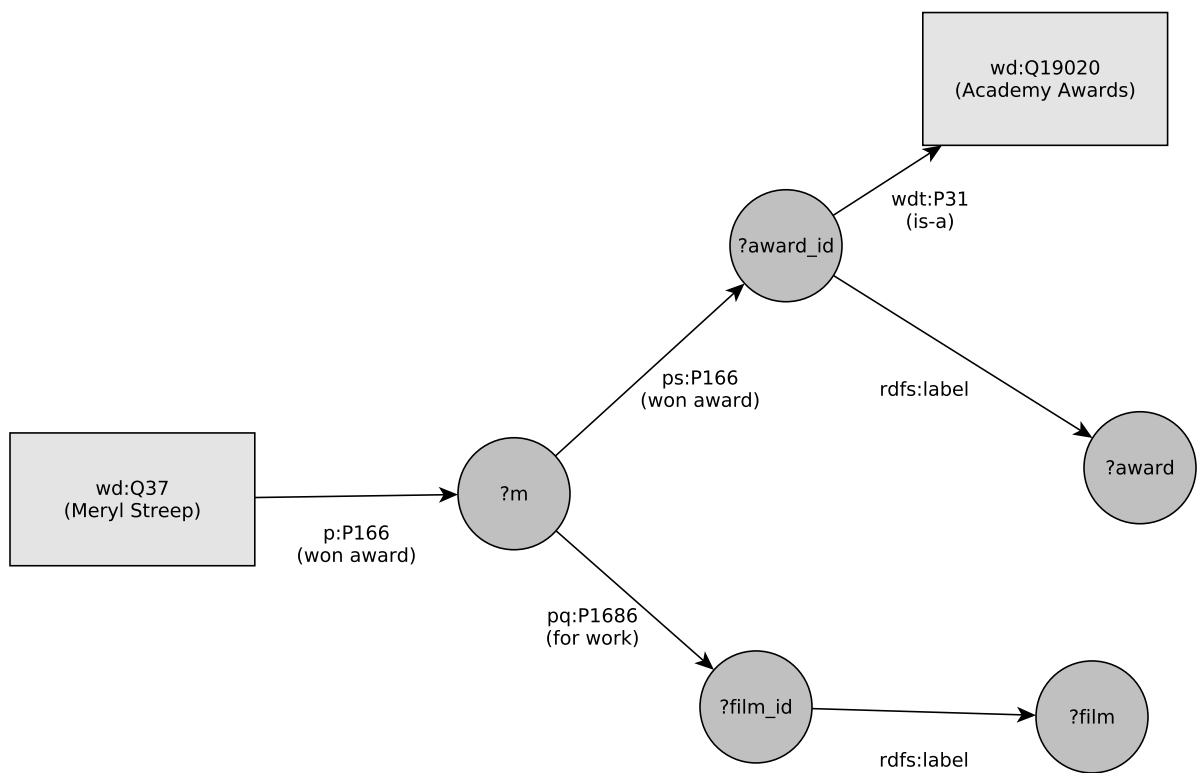 wd:Q19020
(Academy Awards)
wdt:P31
(is-a)
?award_id
ps:P166
(won award)
rdfs:label
?award
wd:Q37
(Meryl Streep)
?m
p:P166
(won award)
pq:P1686
(for work)
?film_id
?film
rdfs:label